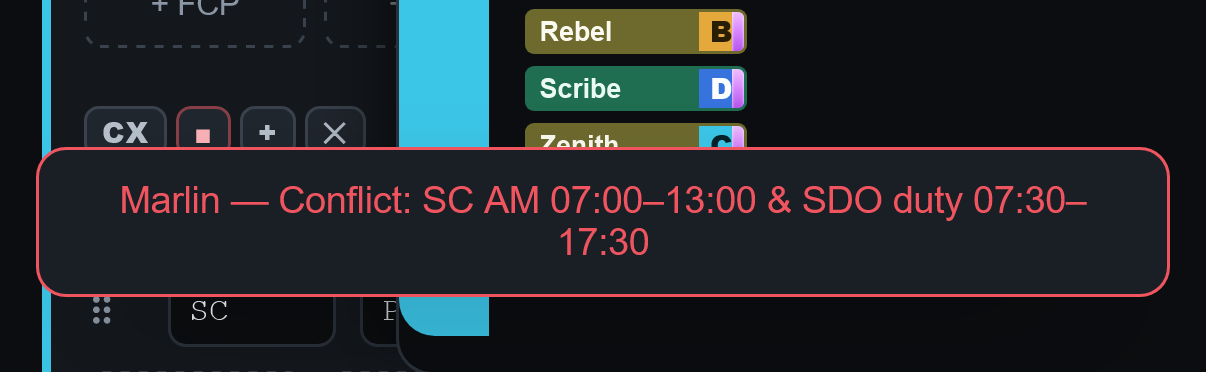 + FCP
Rebel B
Scribe D
CX + ×
Zenith C
Marlin — Conflict: SC AM 07:00–13:00 & SDO duty 07:30–
17:30
SC